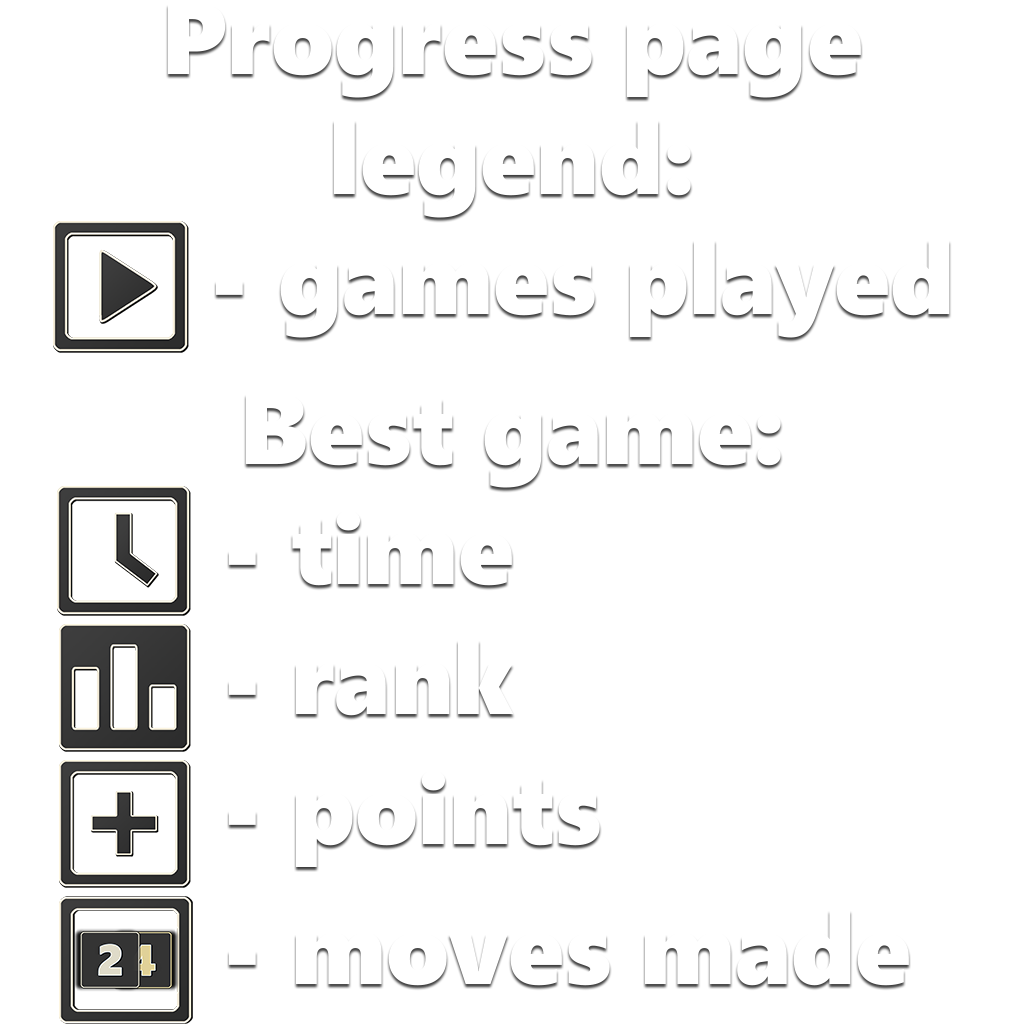 Progress page
legend:
- games played
Best game:
- time
- rank
- points
24
- moves made